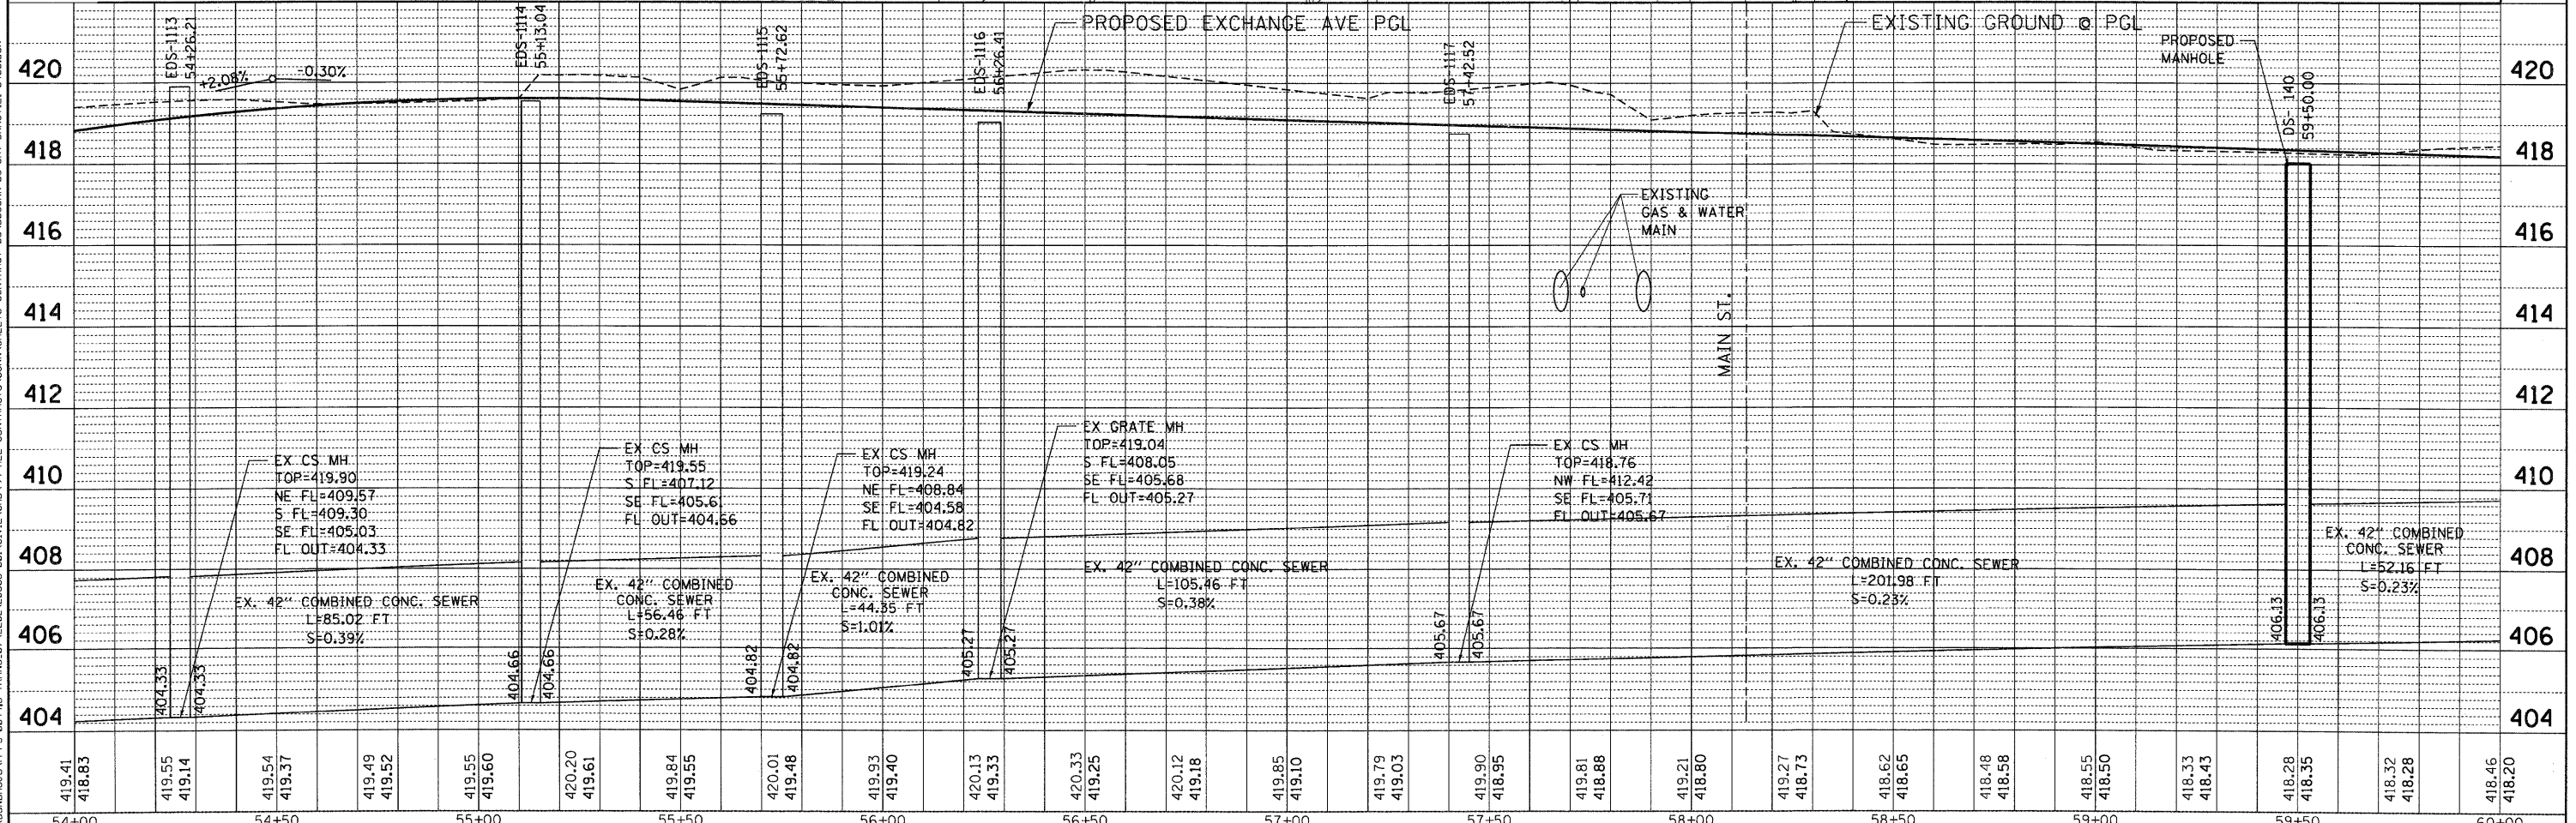 EDS-1113
54+26.21
EDS-1114
55+13.04
EDS-1115
55+72.62
EDS-1116
56+26.41
EDS-1117
57+42.52
PROPOSED EXCHANGE AVE PGL
EXISTING GROUND @ PGL
PROPOSED
MANHOLE
DS- 140
59+50.00
+2.08%
-0.30%
420
418
416
414
412
410
408
406
404
420
418
416
414
412
410
408
406
404
EXISTING
GAS & WATER
MAIN
MAIN ST.
EX CS MH
TOP=419.90
NE FL=409.57
S FL=409.30
SE FL=405.03
FL OUT=404.33
EX CS MH
TOP=419.55
S FL=407.12
SE FL=405.61
FL OUT=404.66
EX CS MH
TOP=419.24
NE FL=408.84
SE FL=404.58
FL OUT=404.82
EX GRATE MH
TOP=419.04
S FL=408.05
SE FL=405.68
FL OUT=405.27
EX CS MH
TOP=418.76
NW FL=412.42
SE FL=405.71
FL OUT=405.67
EX. 42" COMBINED CONC. SEWER
L=85.02 FT
S=0.39%
EX. 42" COMBINED
CONC. SEWER
L=56.46 FT
S=0.28%
EX. 42" COMBINED
CONC. SEWER
L=44.35 FT
S=1.01%
EX. 42" COMBINED CONC. SEWER
L=105.46 FT
S=0.38%
EX. 42" COMBINED CONC. SEWER
L=201.98 FT
S=0.23%
EX. 42" COMBINED
CONC. SEWER
L=52.16 FT
S=0.23%
404.33
404.33
404.66
404.66
404.82
404.82
405.27
405.27
405.67
405.67
406.13
406.13
419.41
418.83
419.55
419.14
419.54
419.37
419.49
419.52
419.55
419.60
420.20
419.61
419.84
419.55
420.01
419.48
419.93
419.40
420.13
419.33
420.33
419.25
420.12
419.18
419.85
419.10
419.79
419.03
419.90
418.95
419.81
418.88
419.21
418.80
419.27
418.73
418.62
418.65
418.48
418.58
418.55
418.50
418.33
418.43
418.28
418.35
418.32
418.28
418.46
418.20
54+00
54+50
55+00
55+50
56+00
56+50
57+00
57+50
58+00
58+50
59+00
59+50
60+00